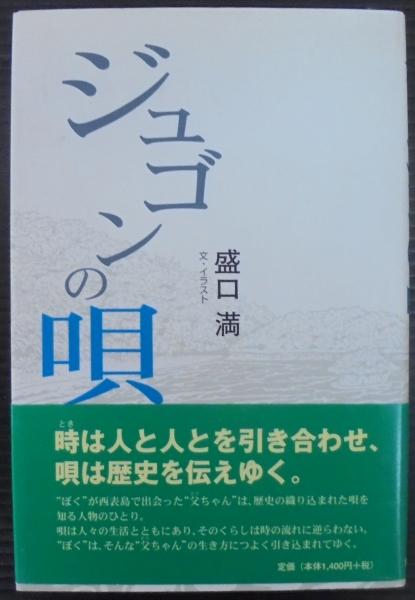 ジュゴンの唄
盛口 満
文・イラスト
時は人と人とを引き合わせ、
とき
唄は歴史を伝えゆく。
“ぼく”が西表島で出会った“父ちゃん”は、歴史の織り込まれた唄を
知る人物のひとり。
唄は人々の生活とともにあり、そのくらしは時の流れに逆らわない。
“ぼく”は、そんな“父ちゃん”の生き方につよく引き込まれてゆく。
定価（本体1,400円+税）